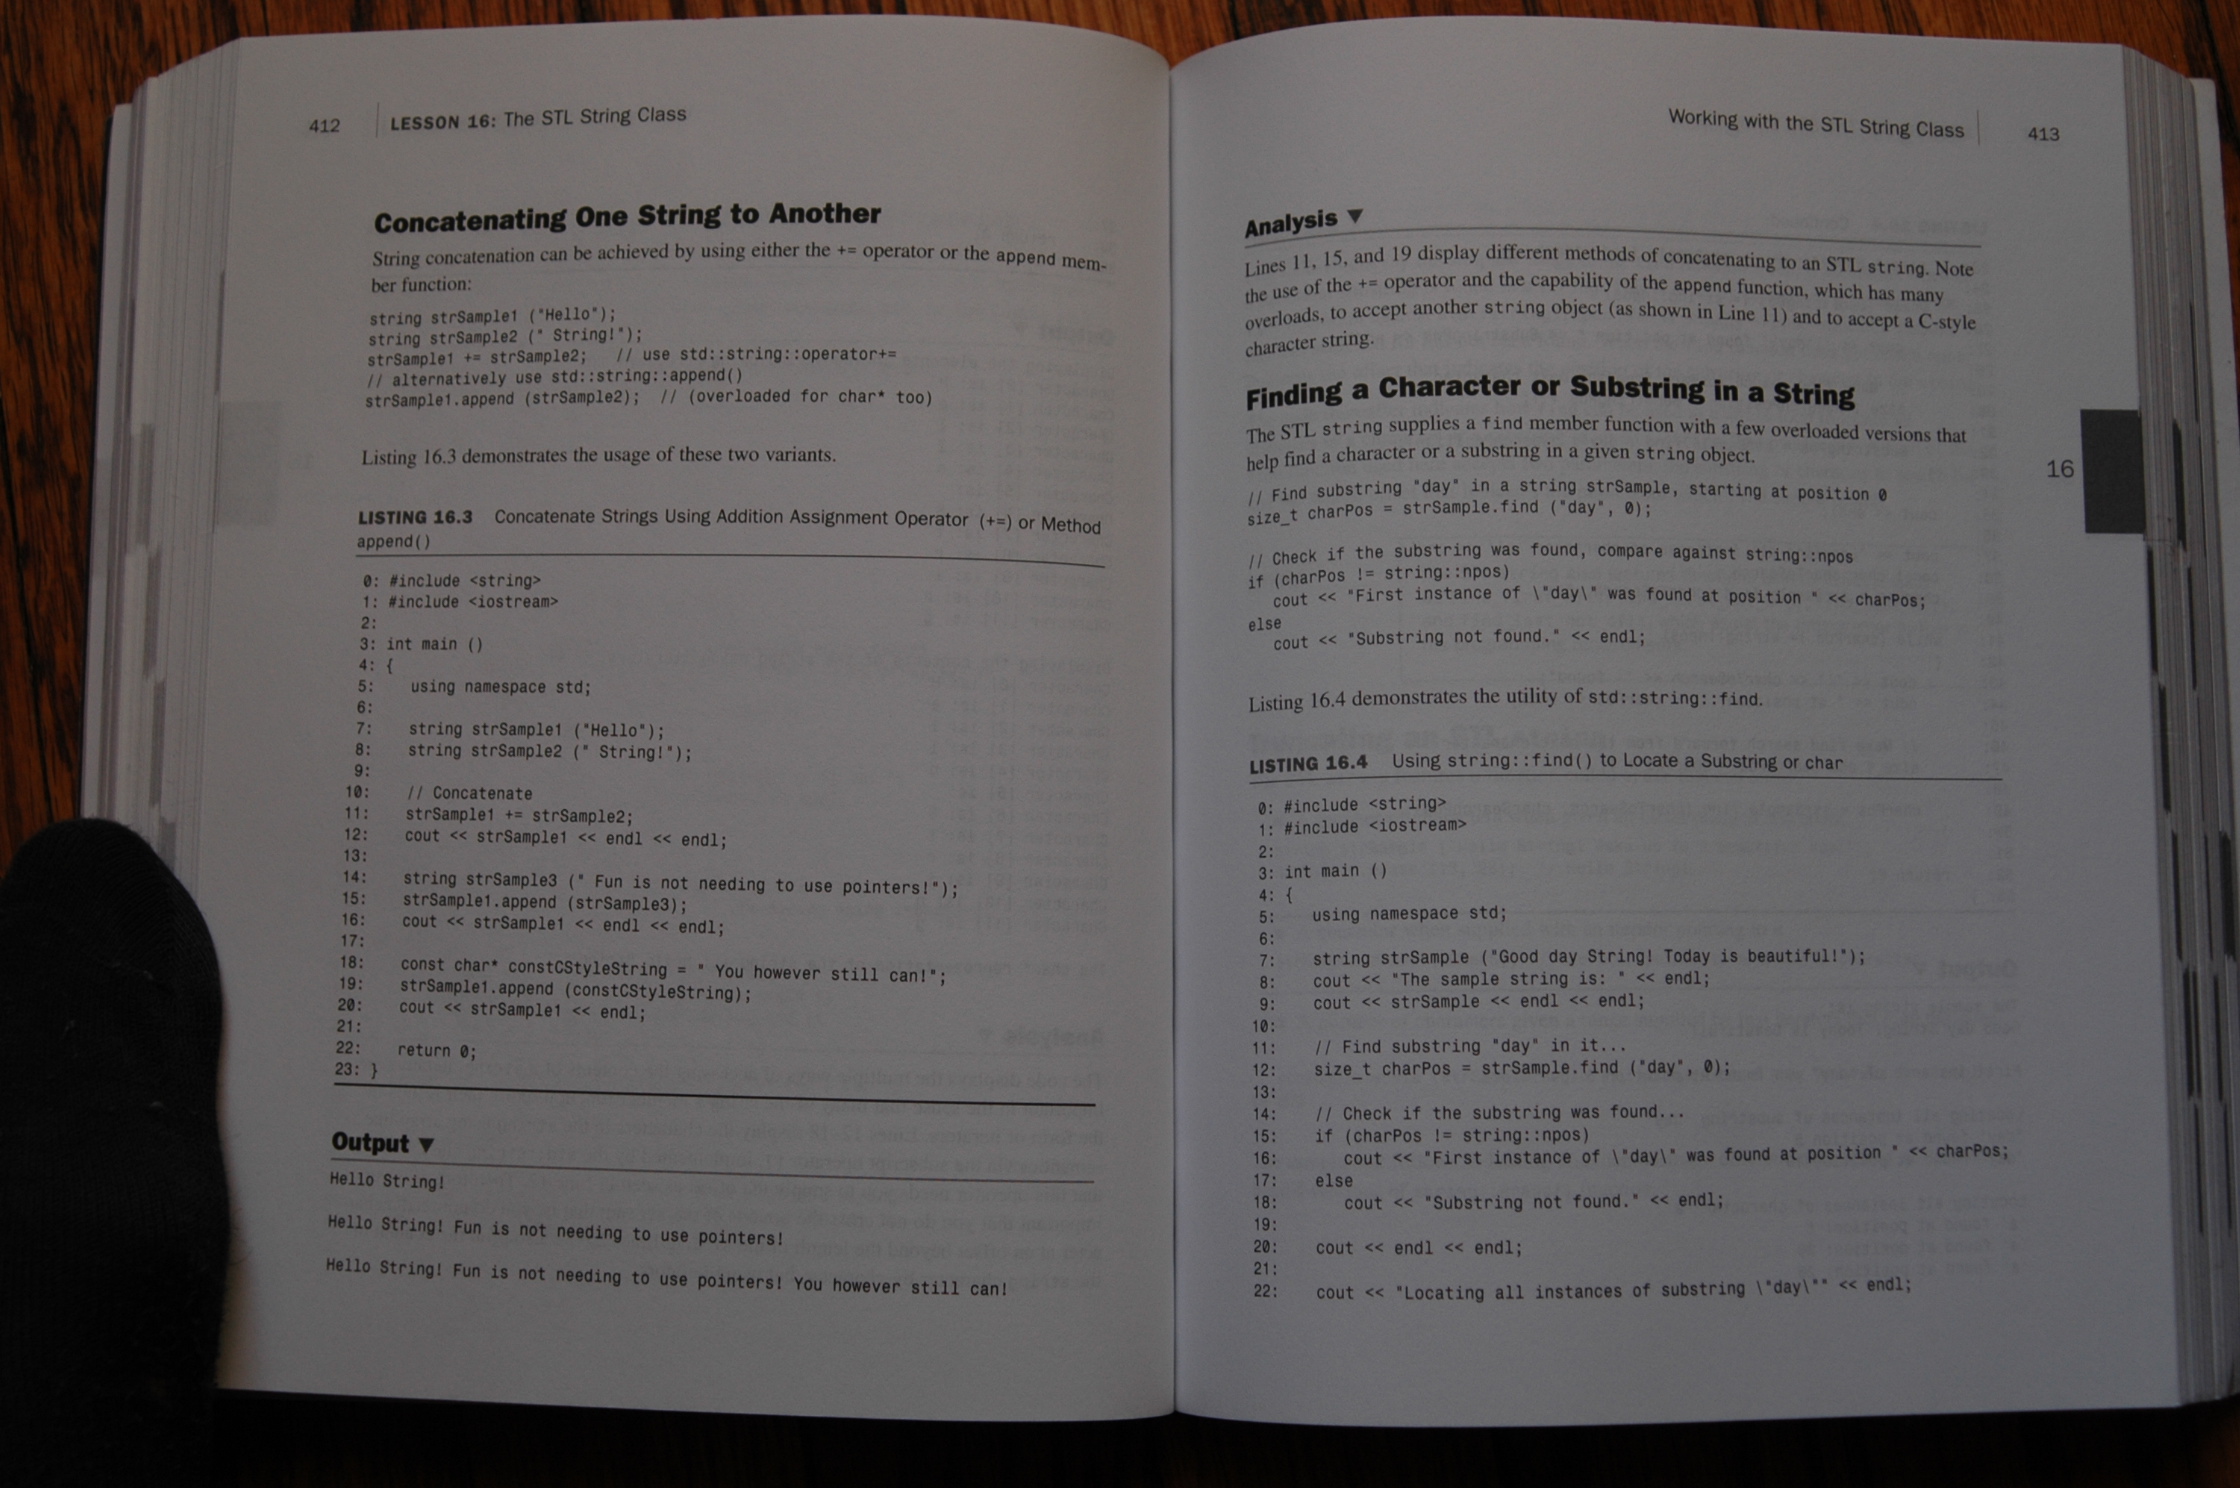 412 LESSON 16: The STL String Class
Concatenating One String to Another
String concatenation can be achieved by using either the += operator or the append mem-
ber function:
string strSample1 ("Hello");
string strSample2 (" String!");
strSample1 += strSample2;   // use std::string::operator+=
// alternatively use std::string::append()
strSample1.append (strSample2);  // (overloaded for char* too)
Listing 16.3 demonstrates the usage of these two variants.
LISTING 16.3  Concatenate Strings Using Addition Assignment Operator (+=) or Method
append()
0: #include <string>
1: #include <iostream>
2:
3: int main ()
4: {
5:    using namespace std;
6:
7:    string strSample1 ("Hello");
8:    string strSample2 (" String!");
9:
10:    // Concatenate
11:    strSample1 += strSample2;
12:    cout << strSample1 << endl << endl;
13:
14:    string strSample3 (" Fun is not needing to use pointers!");
15:    strSample1.append (strSample3);
16:    cout << strSample1 << endl << endl;
17:
18:    const char* constCStyleString = " You however still can!";
19:    strSample1.append (constCStyleString);
20:    cout << strSample1 << endl;
21:
22:    return 0;
23: }
Output ▼
Hello String!
Hello String! Fun is not needing to use pointers!
Hello String! Fun is not needing to use pointers! You however still can!
Working with the STL String Class 413
Analysis ▼
Lines 11, 15, and 19 display different methods of concatenating to an STL string. Note
the use of the += operator and the capability of the append function, which has many
overloads, to accept another string object (as shown in Line 11) and to accept a C-style
character string.
Finding a Character or Substring in a String
16
The STL string supplies a find member function with a few overloaded versions that
help find a character or a substring in a given string object.
// Find substring "day" in a string strSample, starting at position 0
size_t charPos = strSample.find ("day", 0);
// Check if the substring was found, compare against string::npos
if (charPos != string::npos)
   cout << "First instance of \"day\" was found at position " << charPos;
else
   cout << "Substring not found." << endl;
Listing 16.4 demonstrates the utility of std::string::find.
LISTING 16.4  Using string::find() to Locate a Substring or char
0: #include <string>
1: #include <iostream>
2:
3: int main ()
4: {
5:    using namespace std;
6:
7:    string strSample ("Good day String! Today is beautiful!");
8:    cout << "The sample string is: " << endl;
9:    cout << strSample << endl << endl;
10:
11:    // Find substring "day" in it...
12:    size_t charPos = strSample.find ("day", 0);
13:
14:    // Check if the substring was found...
15:    if (charPos != string::npos)
16:       cout << "First instance of \"day\" was found at position " << charPos;
17:    else
18:       cout << "Substring not found." << endl;
19:
20:    cout << endl << endl;
21:
22:    cout << "Locating all instances of substring \"day\"" << endl;